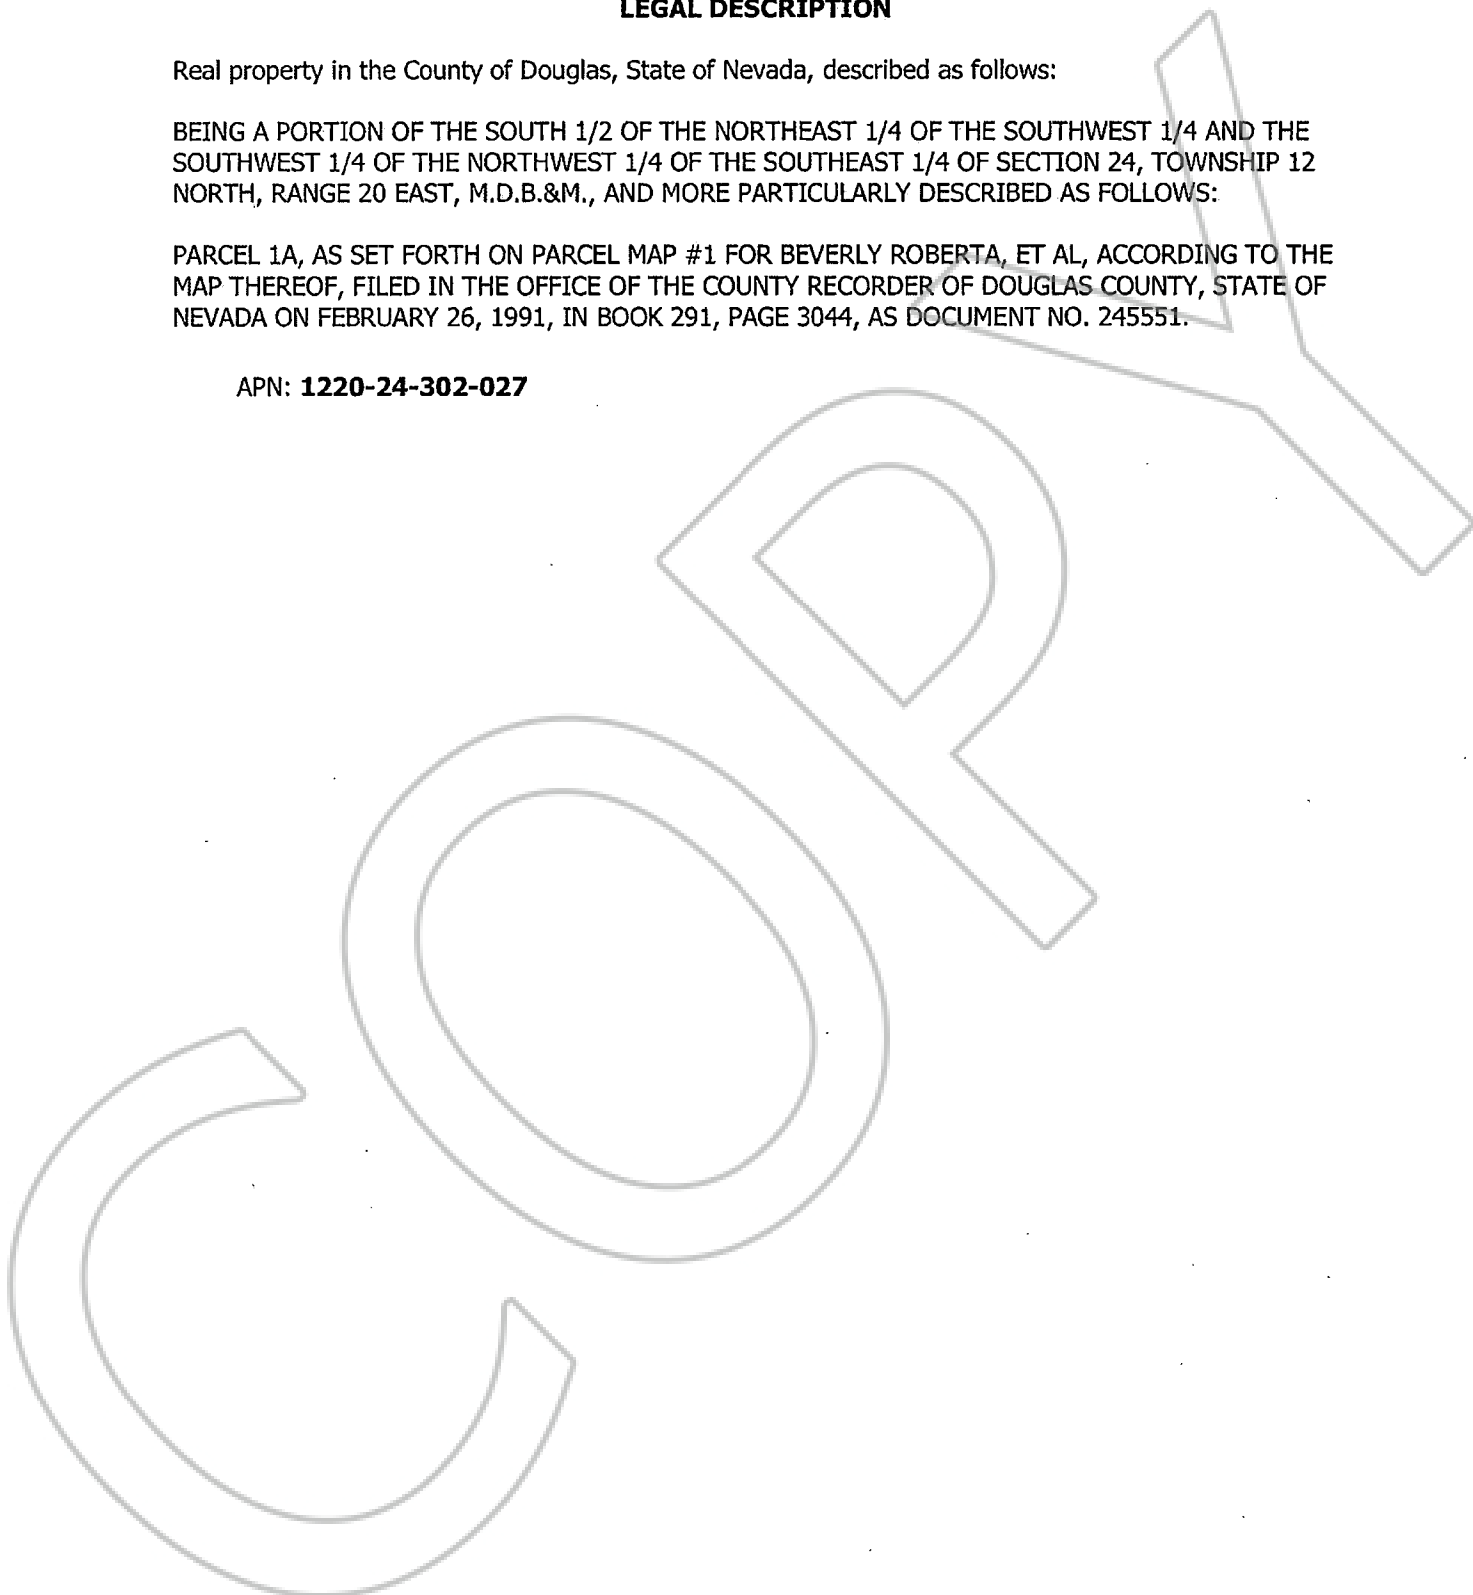 LEGAL DESCRIPTION
Real property in the County of Douglas, State of Nevada, described as follows:
BEING A PORTION OF THE SOUTH 1/2 OF THE NORTHEAST 1/4 OF THE SOUTHWEST 1/4 AND THE
SOUTHWEST 1/4 OF THE NORTHWEST 1/4 OF THE SOUTHEAST 1/4 OF SECTION 24, TOWNSHIP 12
NORTH, RANGE 20 EAST, M.D.B.&M., AND MORE PARTICULARLY DESCRIBED AS FOLLOWS:
PARCEL 1A, AS SET FORTH ON PARCEL MAP #1 FOR BEVERLY ROBERTA, ET AL, ACCORDING TO THE
MAP THEREOF, FILED IN THE OFFICE OF THE COUNTY RECORDER OF DOUGLAS COUNTY, STATE OF
NEVADA ON FEBRUARY 26, 1991, IN BOOK 291, PAGE 3044, AS DOCUMENT NO. 245551.
APN: 1220-24-302-027
COPY